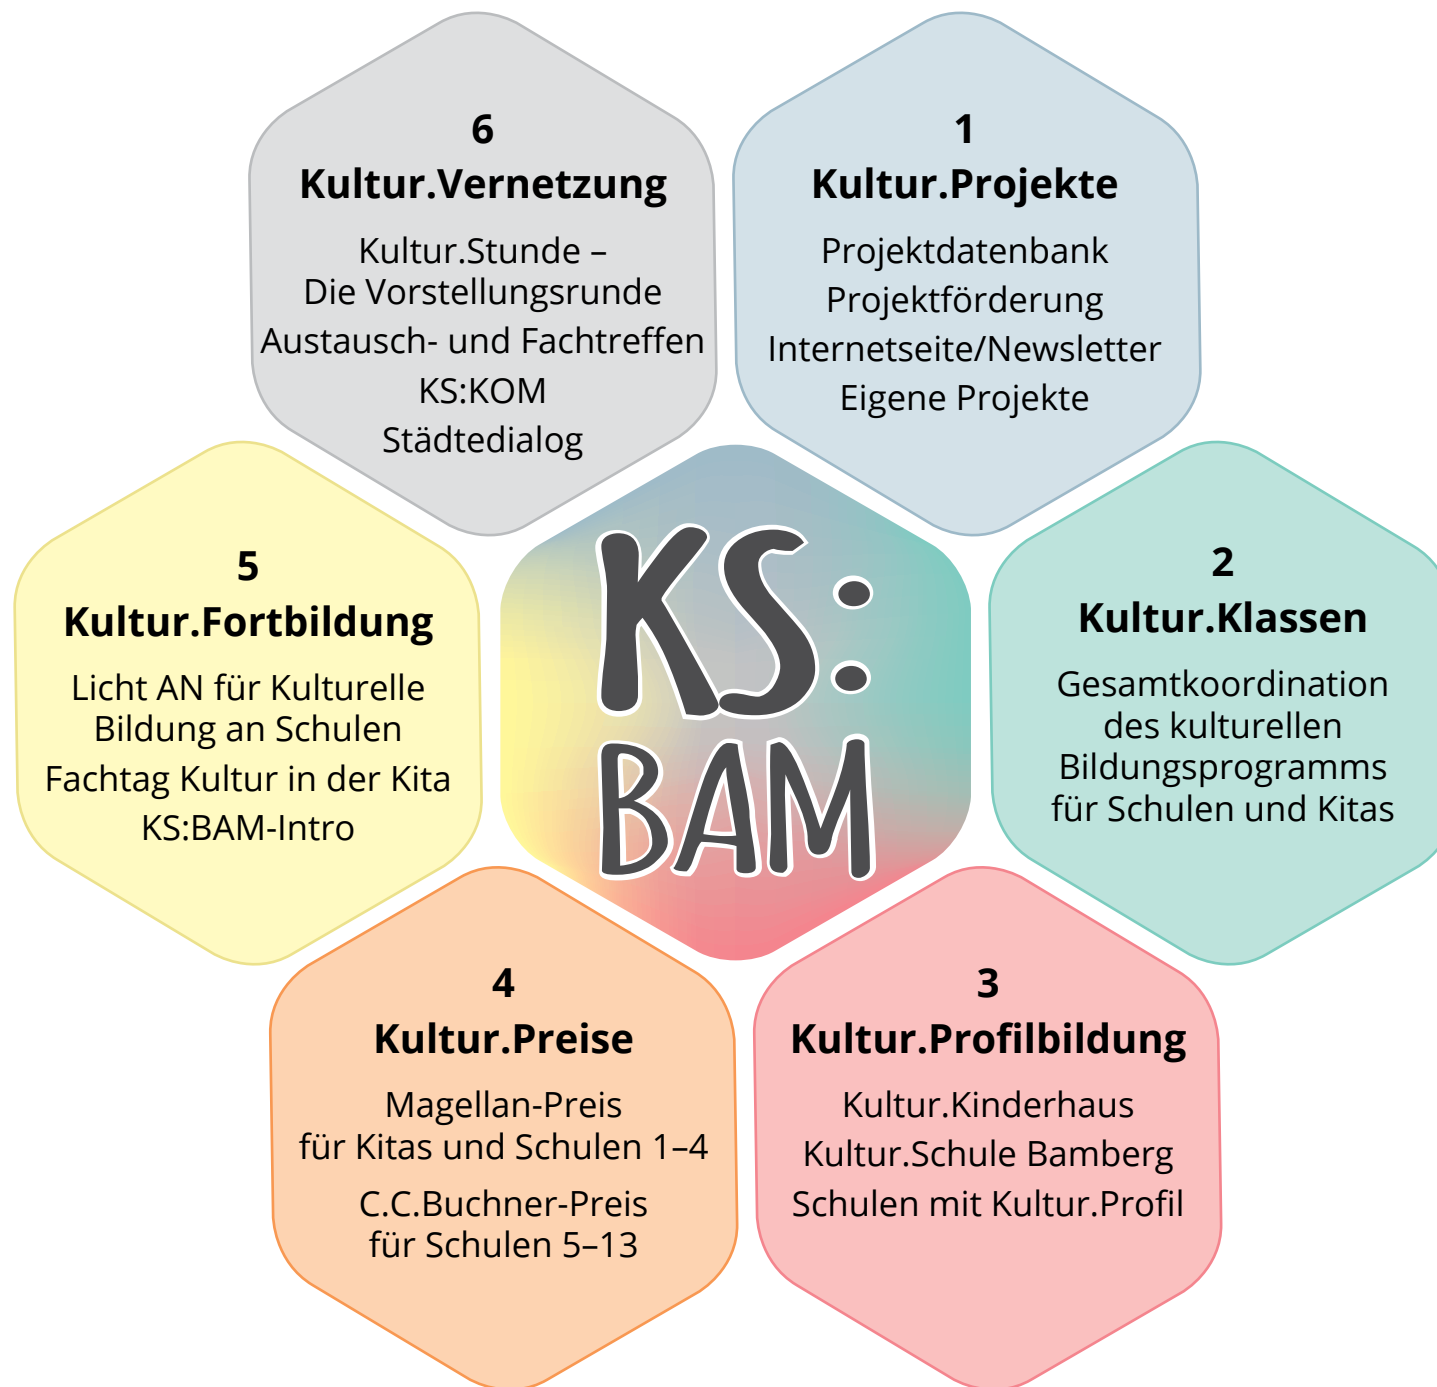 6
Kultur.Vernetzung
Kultur.Stunde –
Die Vorstellungsrunde
Austausch- und Fachtreffen
KS:KOM
Städtedialog
1
Kultur.Projekte
Projektdatenbank
Projektförderung
Internetseite/Newsletter
Eigene Projekte
5
Kultur.Fortbildung
Licht AN für Kulturelle
Bildung an Schulen
Fachtag Kultur in der Kita
KS:BAM-Intro
KS:
BAM
2
Kultur.Klassen
Gesamtkoordination
des kulturellen
Bildungsprogramms
für Schulen und Kitas
4
Kultur.Preise
Magellan-Preis
für Kitas und Schulen 1–4
C.C.Buchner-Preis
für Schulen 5–13
3
Kultur.Profilbildung
Kultur.Kinderhaus
Kultur.Schule Bamberg
Schulen mit Kultur.Profil